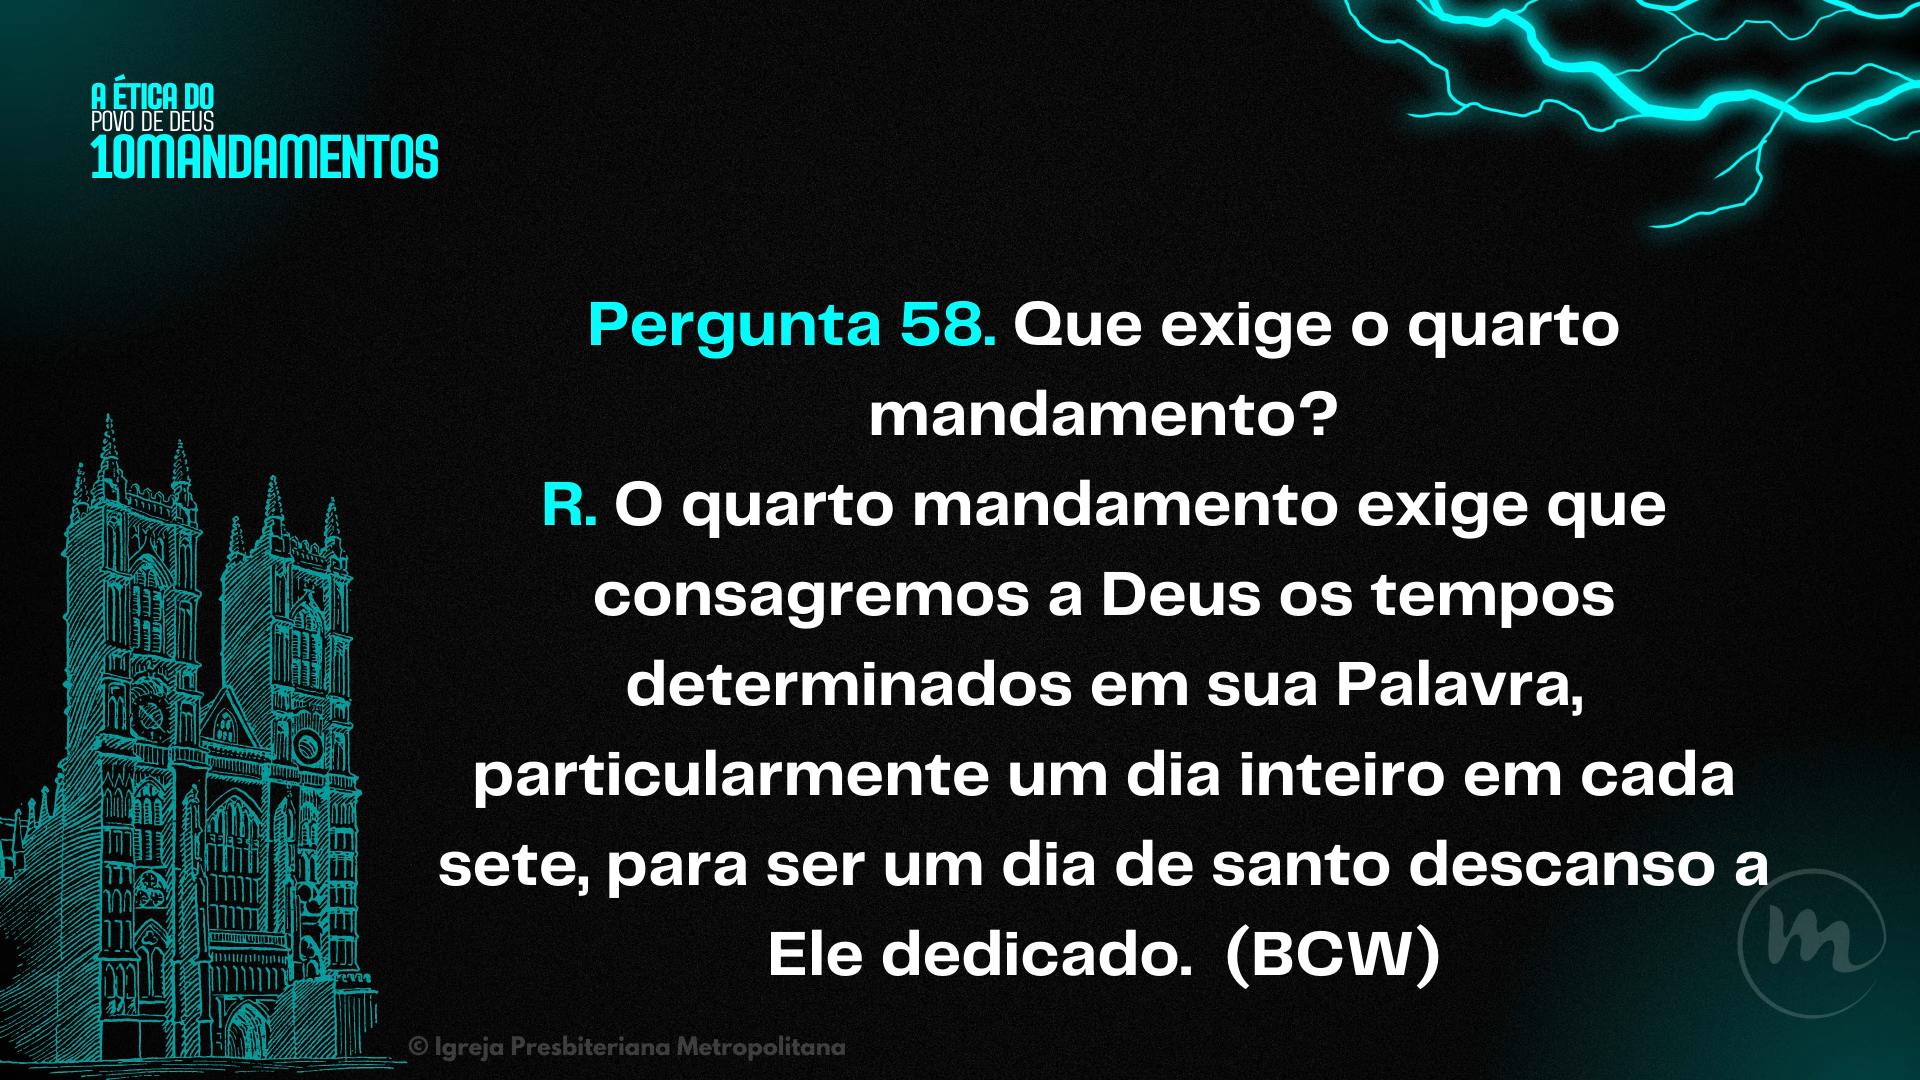 A ÉTICA DO
POVO DE DEUS
10MANDAMENTOS
Pergunta 58. Que exige o quarto
mandamento?
R. O quarto mandamento exige que
consagremos a Deus os tempos
determinados em sua Palavra,
particularmente um dia inteiro em cada
sete, para ser um dia de santo descanso a
Ele dedicado. (BCW)
m
© Igreja Presbiteriana Metropolitana